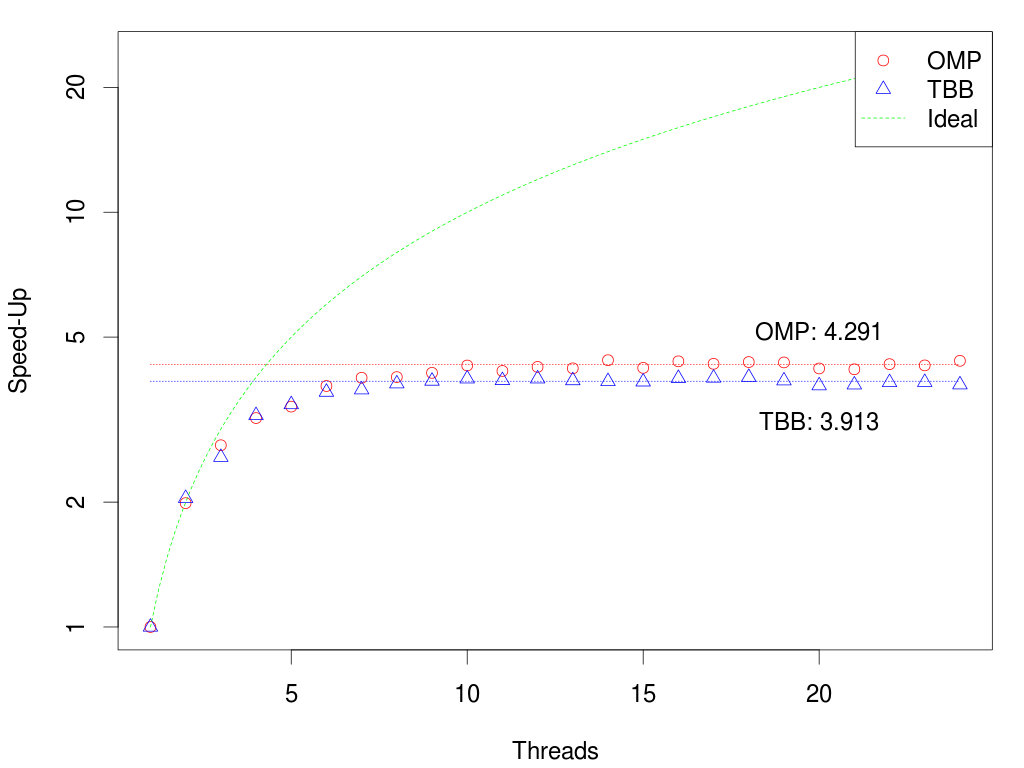 OMP
TBB
Ideal
20
10
5
2
1
Speed-Up
OMP: 4.291
TBB: 3.913
5
10
15
20
Threads